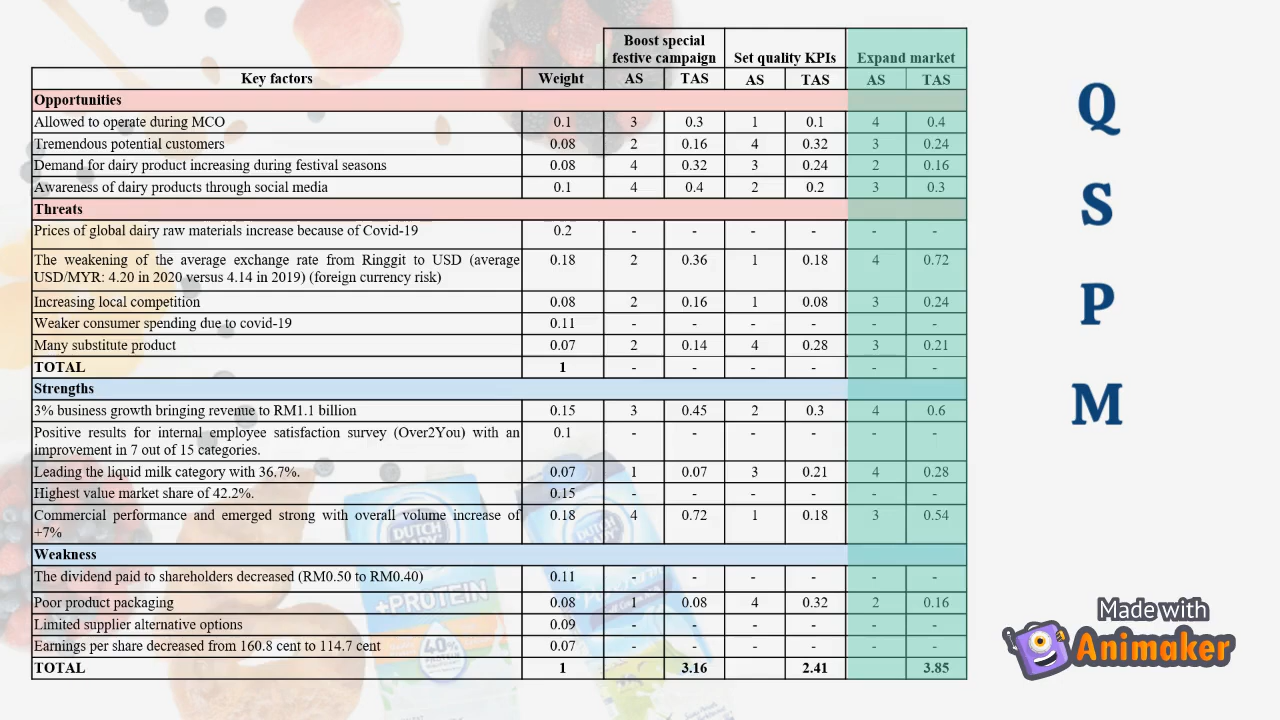 Boost special
festive campaign Set quality KPIs Expand market
Key factors Weight AS TAS AS TAS AS TAS
Opportunities
Allowed to operate during MCO 0.1 3 0.3 1 0.1 4 0.4
Tremendous potential customers 0.08 2 0.16 4 0.32 3 0.24
Demand for dairy product increasing during festival seasons 0.08 4 0.32 3 0.24 2 0.16
Awareness of dairy products through social media 0.1 4 0.4 2 0.2 3 0.3
Threats
Prices of global dairy raw materials increase because of Covid-19 0.2 - - - - - -
The weakening of the average exchange rate from Ringgit to USD (average 0.18 2 0.36 1 0.18 4 0.72
USD/MYR: 4.20 in 2020 versus 4.14 in 2019) (foreign currency risk)
Increasing local competition 0.08 2 0.16 1 0.08 3 0.24
Weaker consumer spending due to covid-19 0.11 - - - - - -
Many substitute product 0.07 2 0.14 4 0.28 3 0.21
TOTAL 1 - - - - - -
Strengths
3% business growth bringing revenue to RM1.1 billion 0.15 3 0.45 2 0.3 4 0.6
Positive results for internal employee satisfaction survey (Over2You) with an 0.1 - - - - - -
improvement in 7 out of 15 categories.
Leading the liquid milk category with 36.7%. 0.07 1 0.07 3 0.21 4 0.28
Highest value market share of 42.2%. 0.15 - - - - - -
Commercial performance and emerged strong with overall volume increase of 0.18 4 0.72 1 0.18 3 0.54
+7%
Weakness
The dividend paid to shareholders decreased (RM0.50 to RM0.40) 0.11 - - - - - -
Poor product packaging 0.08 1 0.08 4 0.32 2 0.16
Limited supplier alternative options 0.09 - - - - - -
Earnings per share decreased from 160.8 cent to 114.7 cent 0.07 - - - - - -
TOTAL 1 3.16 2.41 3.85
Q
S
P
M
DUTCH
LADY
+PROTEIN
40%
Made with
Animaker